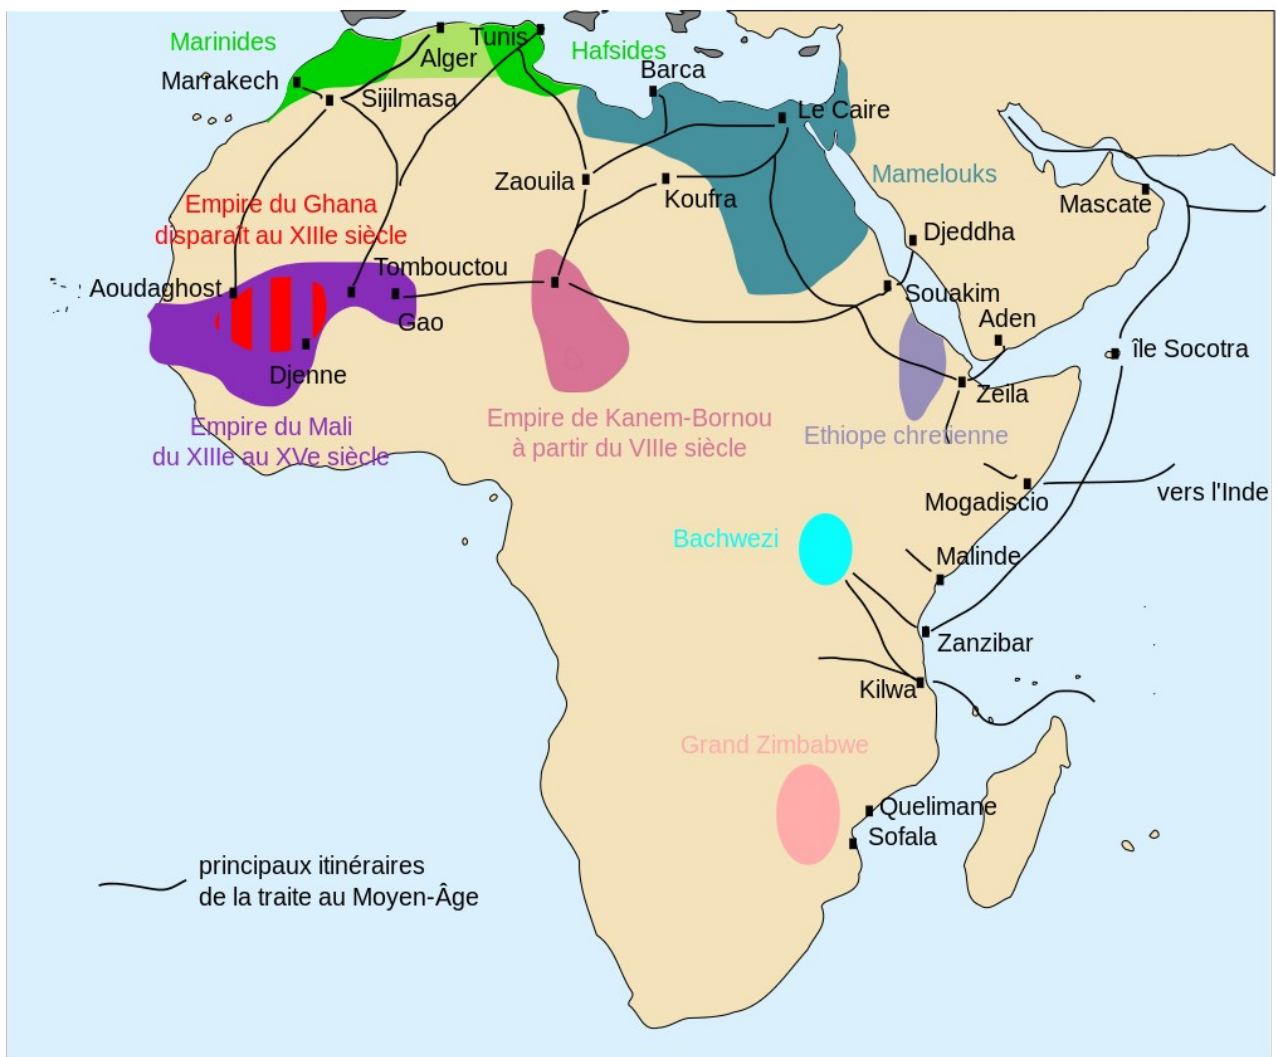 Marinides
Tunis
Hafsides
Alger
Barca
Marrakech
Sijilmasa
Le Caire
Zaouila
Koufra
Mamelouks
Mascate
Empire du Ghana
disparaît au XIIIe siècle
Djeddha
Tombouctou
Aoudaghost
Souakim
Gao
Aden
île Socotra
Djenne
Zeila
Empire du Mali
du XIIIe au XVe siècle
Empire de Kanem-Bornou
à partir du VIIIe siècle
Ethiope chretienne
Mogadiscio
vers l'Inde
Bachwezi
Malinde
Zanzibar
Kilwa
Grand Zimbabwe
Quelimane
Sofala
principaux itinéraires
de la traite au Moyen-Âge